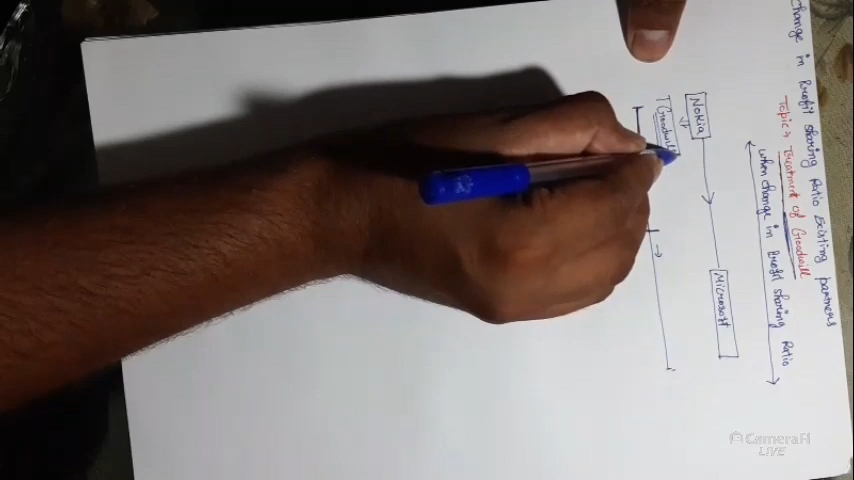 Change in Profit sharing Ratio Existing partners
Topic → Treatment of Goodwill
when change in Profit sharing Ratio
Nokia
Microsoft
Goodwill
CameraFi
LIVE